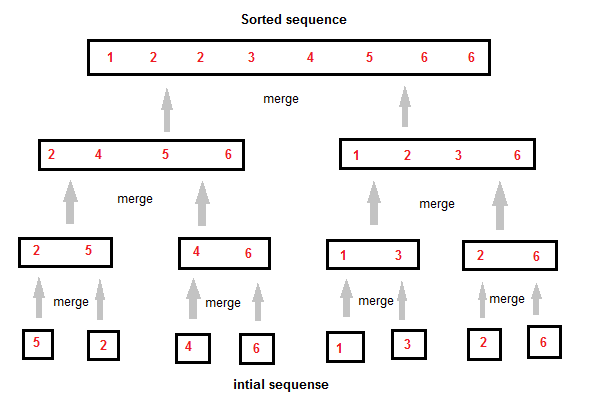 Sorted sequence
1 2 2 3 4 5 6 6
merge
2 4 5 6
1 2 3 6
merge
merge
2 5
4 6
1 3
2 6
merge
merge
merge
merge
5
2
4
6
1
3
2
6
intial sequense